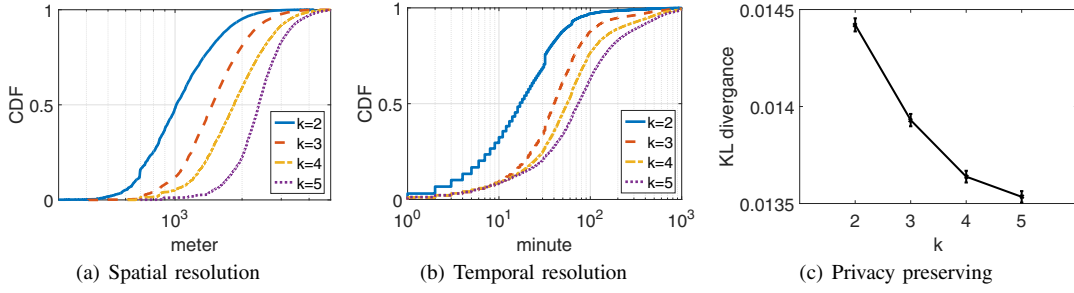 1
0.5
0
CDF
k=2
k=3
k=4
k=5
10³
meter
(a) Spatial resolution
1
0.5
0
CDF
k=2
k=3
k=4
k=5
10⁰
10¹
10²
10³
minute
(b) Temporal resolution
0.0145
0.014
0.0135
KL divergence
2
3
4
5
k
(c) Privacy preserving